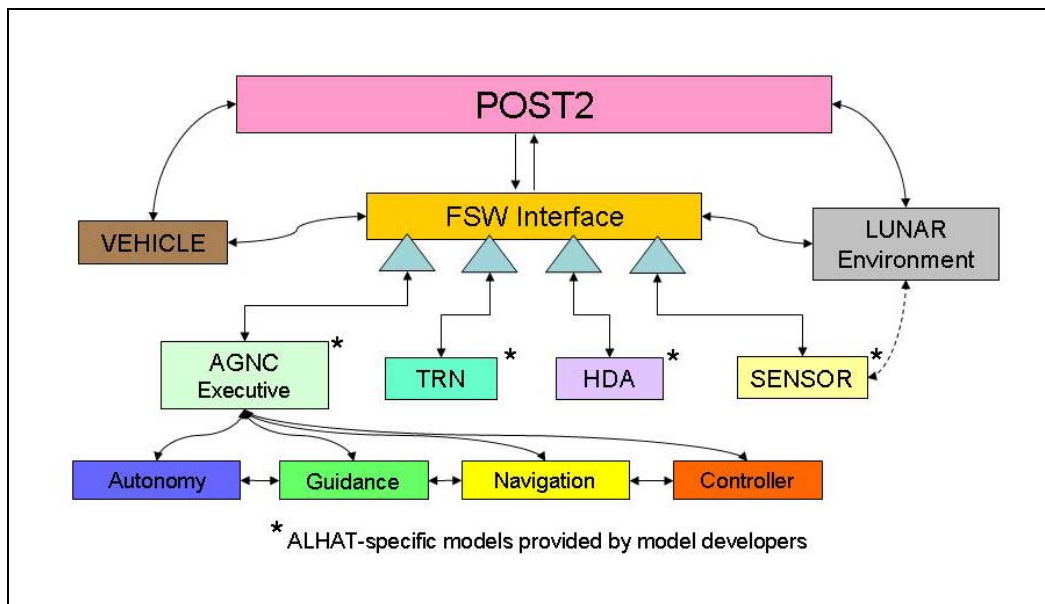 POST2
FSW Interface
VEHICLE
LUNAR
Environment
AGNC
Executive
*
TRN
*
HDA
*
SENSOR
*
Autonomy
Guidance
Navigation
Controller
* ALHAT-specific models provided by model developers